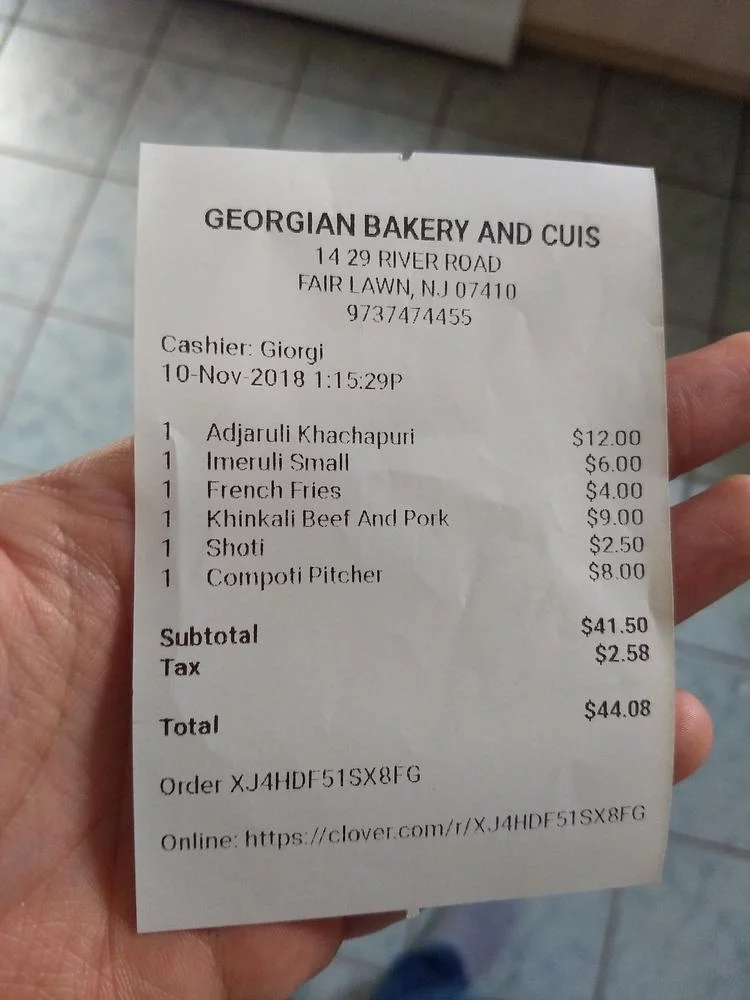 GEORGIAN BAKERY AND CUIS
14 29 RIVER ROAD
FAIR LAWN, NJ 07410
9737474455
Cashier: Giorgi
10-Nov-2018 1:15:29P
1 Adjaruli Khachapuri $12.00
1 Imeruli Small $6.00
1 French Fries $4.00
1 Khinkali Beef And Pork $9.00
1 Shoti $2.50
1 Compoti Pitcher $8.00
Subtotal $41.50
Tax $2.58
Total $44.08
Order XJ4HDF51SX8FG
Online: https://clover.com/r/XJ4HDF51SX8FG